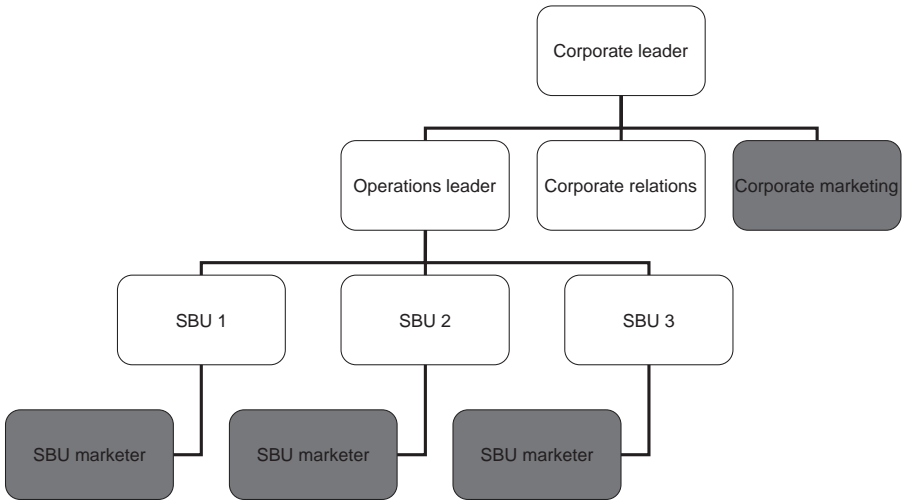 Corporate leader
Operations leader
Corporate relations
Corporate marketing
SBU 1
SBU 2
SBU 3
SBU marketer
SBU marketer
SBU marketer